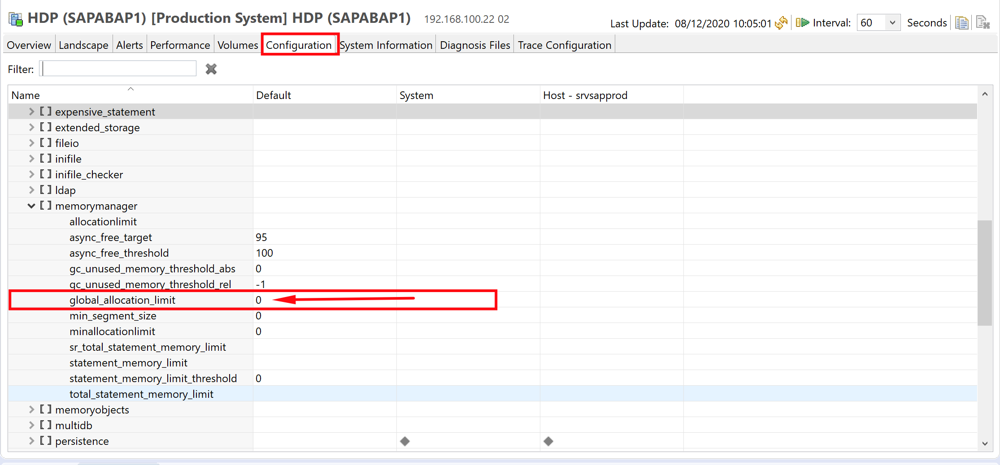 HDP (SAPABAP1) [Production System] HDP (SAPABAP1) 192.168.100.22 02
Last Update: 08/12/2020 10:05:01 Interval: 60 Seconds
Overview Landscape Alerts Performance Volumes Configuration System Information Diagnosis Files Trace Configuration
Filter:
Name Default System Host - srvsapprod
[ ] expensive_statement
[ ] extended_storage
[ ] fileio
[ ] inifile
[ ] inifile_checker
[ ] ldap
[ ] memorymanager
allocationlimit
async_free_target 95
async_free_threshold 100
gc_unused_memory_threshold_abs 0
gc_unused_memory_threshold_rel -1
global_allocation_limit 0
min_segment_size 0
minallocationlimit 0
sr_total_statement_memory_limit
statement_memory_limit
statement_memory_limit_threshold 0
total_statement_memory_limit
[ ] memoryobjects
[ ] multidb
[ ] persistence